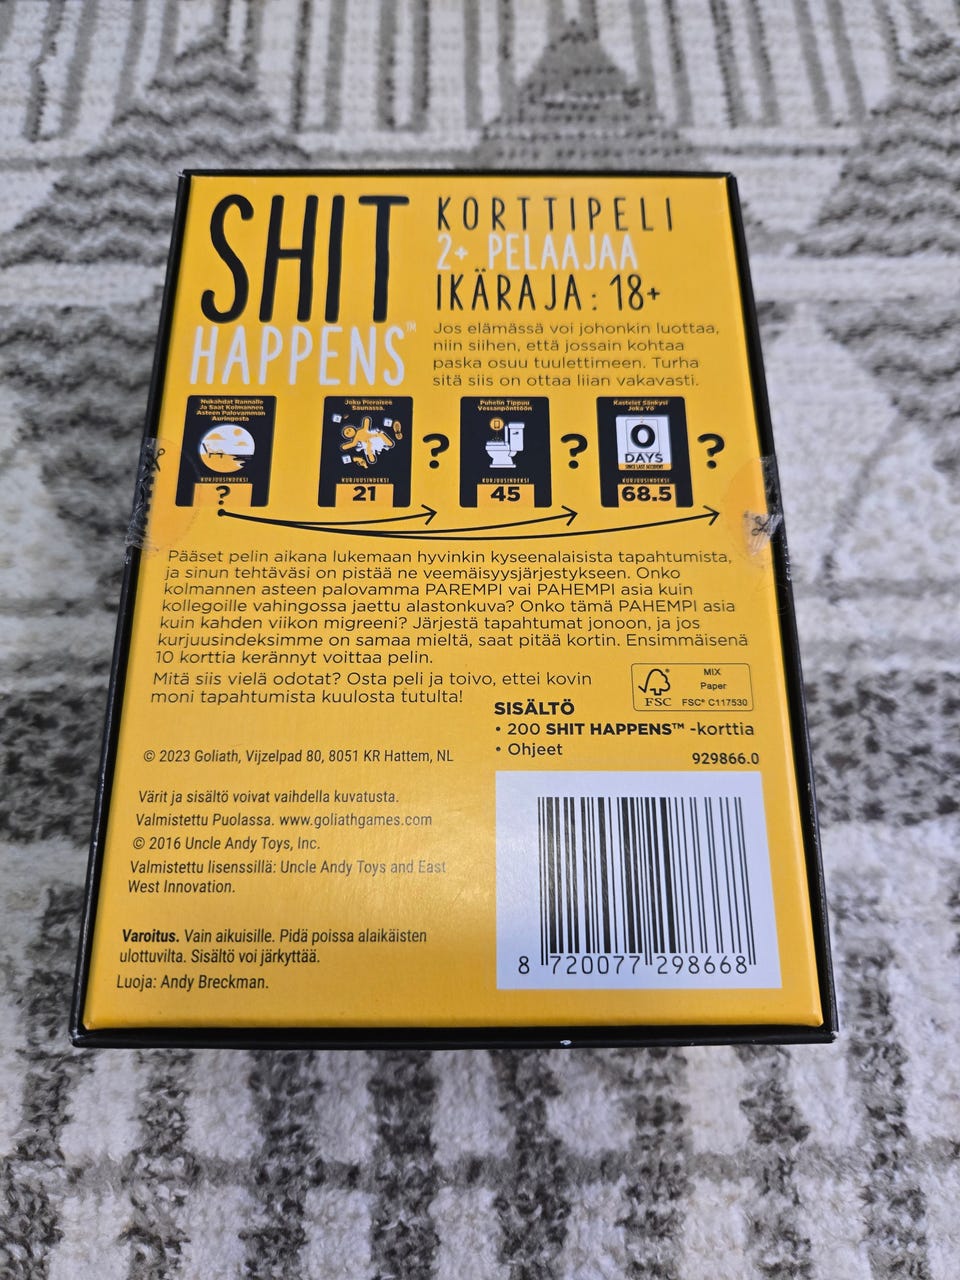 SHIT
HAPPENS™
KORTTIPELI
2+ PELAAJAA
IKÄRAJA: 18+
Jos elämässä voi johonkin luottaa,
niin siihen, että jossain kohtaa
paska osuu tuulettimeen. Turha
sitä siis on ottaa liian vakavasti.
Nukahdat Rannalle
Ja Saat Kolmannen
Asteen Palovamman
Auringosta
KURJUUSINDEKSI
?
Joku Pieraisee
Saunassa.
KURJUUSINDEKSI
21
?
Puhelin Tippuu
Vessanpönttöön
KURJUUSINDEKSI
45
?
Kastelet Sänkysi
Joka Yö
0
DAYS
SINCE LAST ACCIDENT
KURJUUSINDEKSI
68.5
?
Pääset pelin aikana lukemaan hyvinkin kyseenalaisista tapahtumista,
ja sinun tehtäväsi on pistää ne veemäisyysjärjestykseen. Onko
kolmannen asteen palovamma PAREMPI vai PAHEMPI asia kuin
kollegoille vahingossa jaettu alastonkuva? Onko tämä PAHEMPI asia
kuin kahden viikon migreeni? Järjestä tapahtumat jonoon, ja jos
kurjuusindeksimme on samaa mieltä, saat pitää kortin. Ensimmäisenä
10 korttia kerännyt voittaa pelin.
Mitä siis vielä odotat? Osta peli ja toivo, ettei kovin
moni tapahtumista kuulosta tutulta!
FSC
MIX
Paper
FSC® C117530
SISÄLTÖ
• 200 SHIT HAPPENS™ -korttia
• Ohjeet
929866.0
© 2023 Goliath, Vijzelpad 80, 8051 KR Hattem, NL
Värit ja sisältö voivat vaihdella kuvatusta.
Valmistettu Puolassa. www.goliathgames.com
© 2016 Uncle Andy Toys, Inc.
Valmistettu lisenssillä: Uncle Andy Toys and East
West Innovation.
Varoitus. Vain aikuisille. Pidä poissa alaikäisten
ulottuvilta. Sisältö voi järkyttää.
Luoja: Andy Breckman.
8 720077 298668